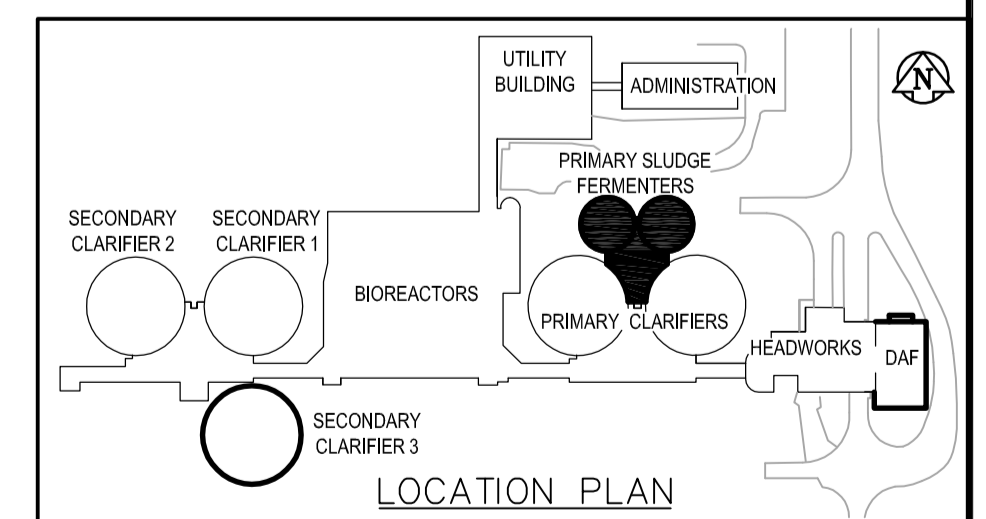 UTILITY
BUILDING
ADMINISTRATION
N
PRIMARY SLUDGE
FERMENTERS
SECONDARY
CLARIFIER 2
SECONDARY
CLARIFIER 1
BIOREACTORS
PRIMARY CLARIFIERS
HEADWORKS
DAF
SECONDARY
CLARIFIER 3
LOCATION PLAN